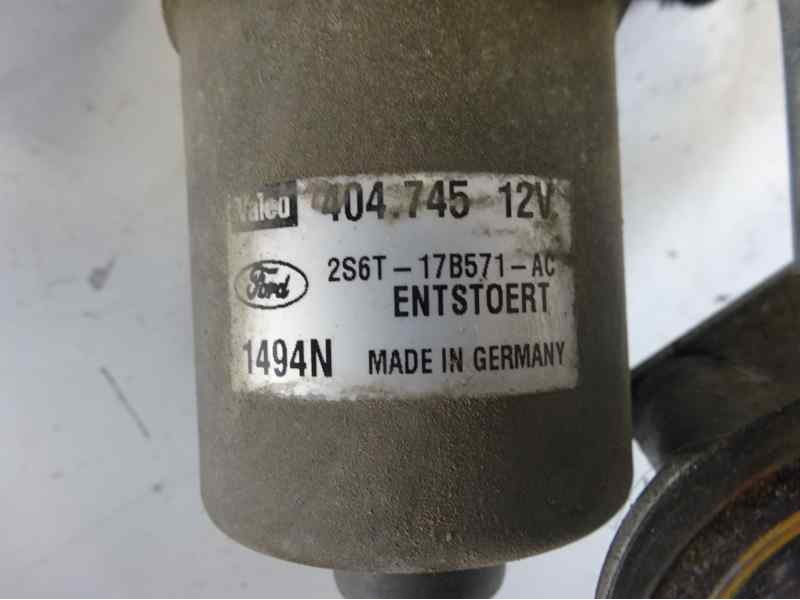 Valeo 404.745 12V.
Ford 2S6T-17B571-AC
ENTSTOERT
1494N MADE IN GERMANY